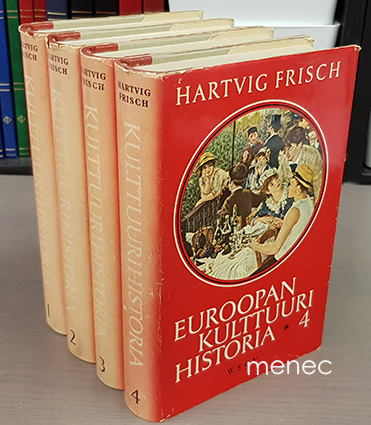 HARTVIG
FRISCH
KULTTUURIHISTORIA
1
HARTVIG
FRISCH
KULTTUURIHISTORIA
2
HARTVIG
FRISCH
KULTTUURIHISTORIA
3
HARTVIG
FRISCH
KULTTUURIHISTORIA
4
HARTVIG FRISCH
EUROOPAN
KULTTUURI
HISTORIA * 4
W S
menec